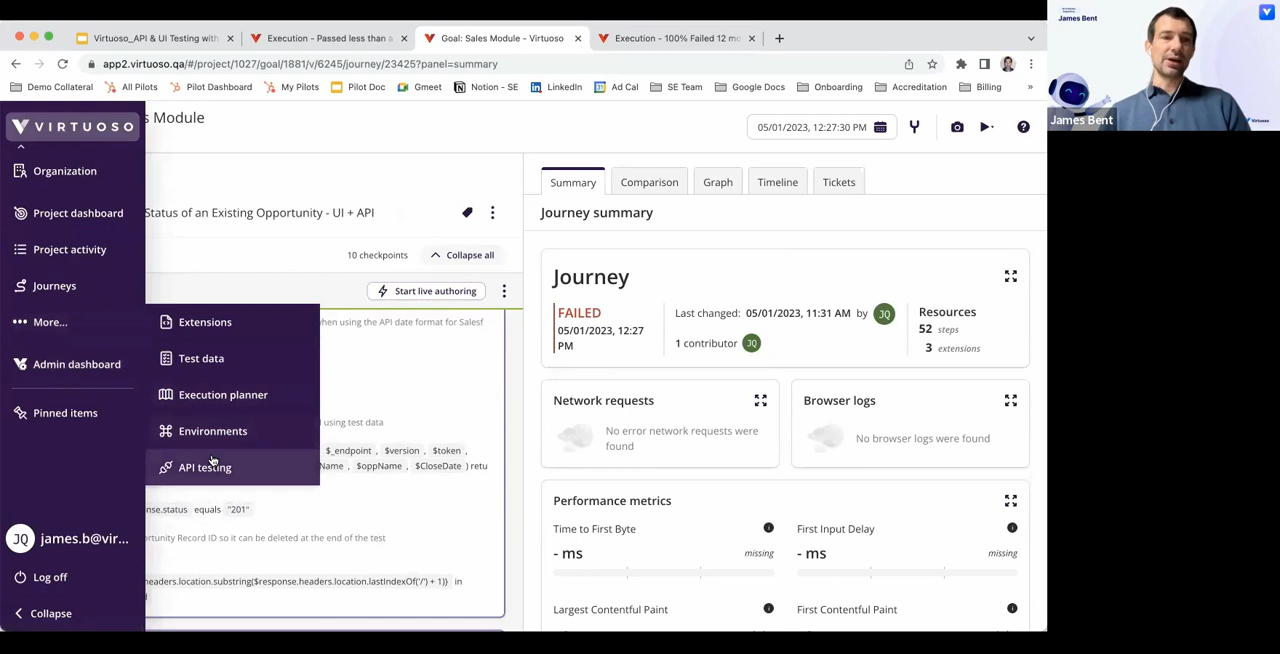 Virtuoso_API & UI Testing with
Execution - Passed less than a
Goal: Sales Module - Virtuoso
Execution - 100% Failed 12 mo
app2.virtuoso.qa/#/project/1027/goal/1881/v/6245/journey/23425?panel=summary
Demo Collateral
All Pilots
Pilot Dashboard
My Pilots
Pilot Doc
Gmeet
Notion - SE
LinkedIn
Ad Cal
SE Team
Google Docs
Onboarding
Accreditation
Billing
»
James Bent
James Bent
Virtuoso
VIRTUOSO
Organization
Project dashboard
Project activity
Journeys
More...
Admin dashboard
Pinned items
JQ james.b@vir...
Log off
Collapse
Extensions
Test data
Execution planner
Environments
API testing
s Module
05/01/2023, 12:27:30 PM
Status of an Existing Opportunity - UI + API
10 checkpoints
Collapse all
Start live authoring
when using the API date format for Salesf
using test data
$_endpoint , $version , $token ,
Name , $oppName , $CloseDate ) retu
nse.status equals "201"
ortunity Record ID so it can be deleted at the end of the test
headers.location.substring($response.headers.location.lastIndexOf('/') + 1)} in
Summary
Comparison
Graph
Timeline
Tickets
Journey summary
Journey
FAILED
05/01/2023, 12:27
PM
Last changed: 05/01/2023, 11:31 AM by JQ
1 contributor JQ
Resources
52 steps
3 extensions
Network requests
No error network requests were
found
Browser logs
No browser logs were found
Performance metrics
Time to First Byte
- ms
missing
First Input Delay
- ms
missing
Largest Contentful Paint
First Contentful Paint